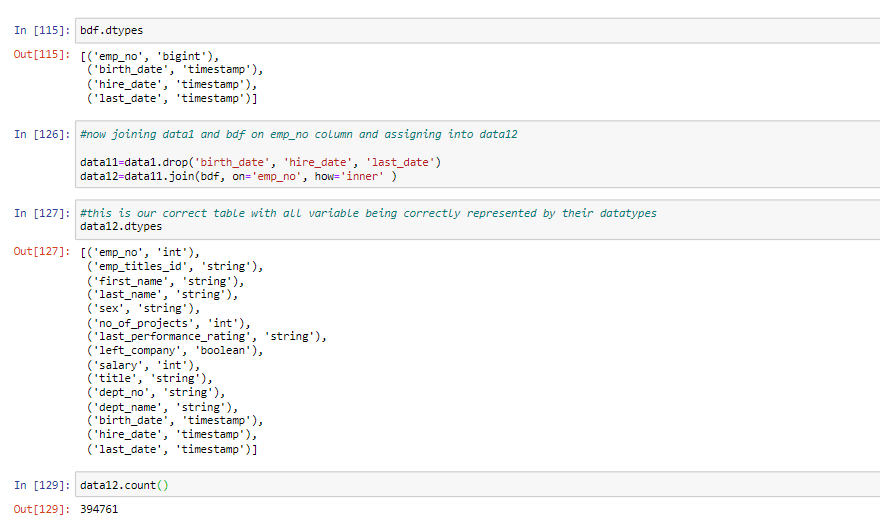 In [115]: bdf.dtypes
Out[115]: [('emp_no', 'bigint'),
('birth_date', 'timestamp'),
('hire_date', 'timestamp'),
('last_date', 'timestamp')]
In [126]: #now joining data1 and bdf on emp_no column and assigning into data12
data11=data1.drop('birth_date', 'hire_date', 'last_date')
data12=data11.join(bdf, on='emp_no', how='inner' )
In [127]: #this is our correct table with all variable being correctly represented by their datatypes
data12.dtypes
Out[127]: [('emp_no', 'int'),
('emp_titles_id', 'string'),
('first_name', 'string'),
('last_name', 'string'),
('sex', 'string'),
('no_of_projects', 'int'),
('last_performance_rating', 'string'),
('left_company', 'boolean'),
('salary', 'int'),
('title', 'string'),
('dept_no', 'string'),
('dept_name', 'string'),
('birth_date', 'timestamp'),
('hire_date', 'timestamp'),
('last_date', 'timestamp')]
In [129]: data12.count()
Out[129]: 394761